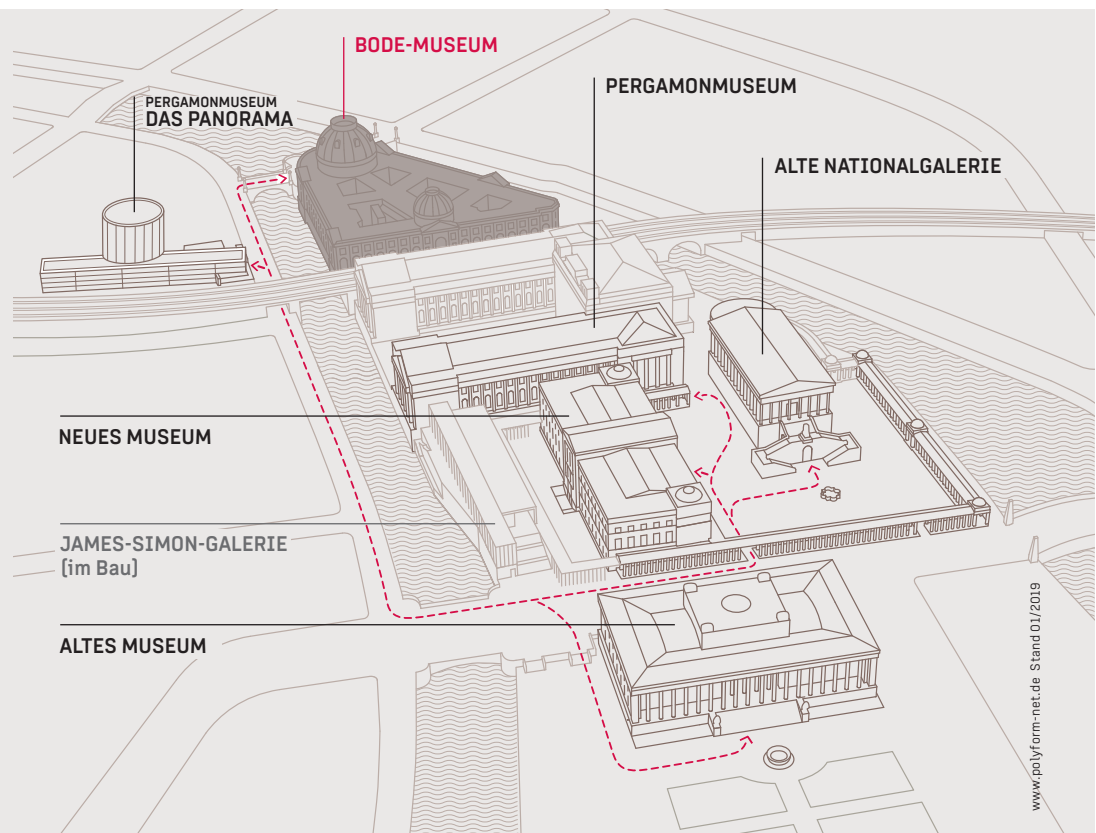 BODE-MUSEUM
PERGAMONMUSEUM
PERGAMONMUSEUM
DAS PANORAMA
ALTE NATIONALGALERIE
NEUES MUSEUM
JAMES-SIMON-GALERIE
(im Bau)
ALTES MUSEUM
www.polyform-net.de Stand 01/2019